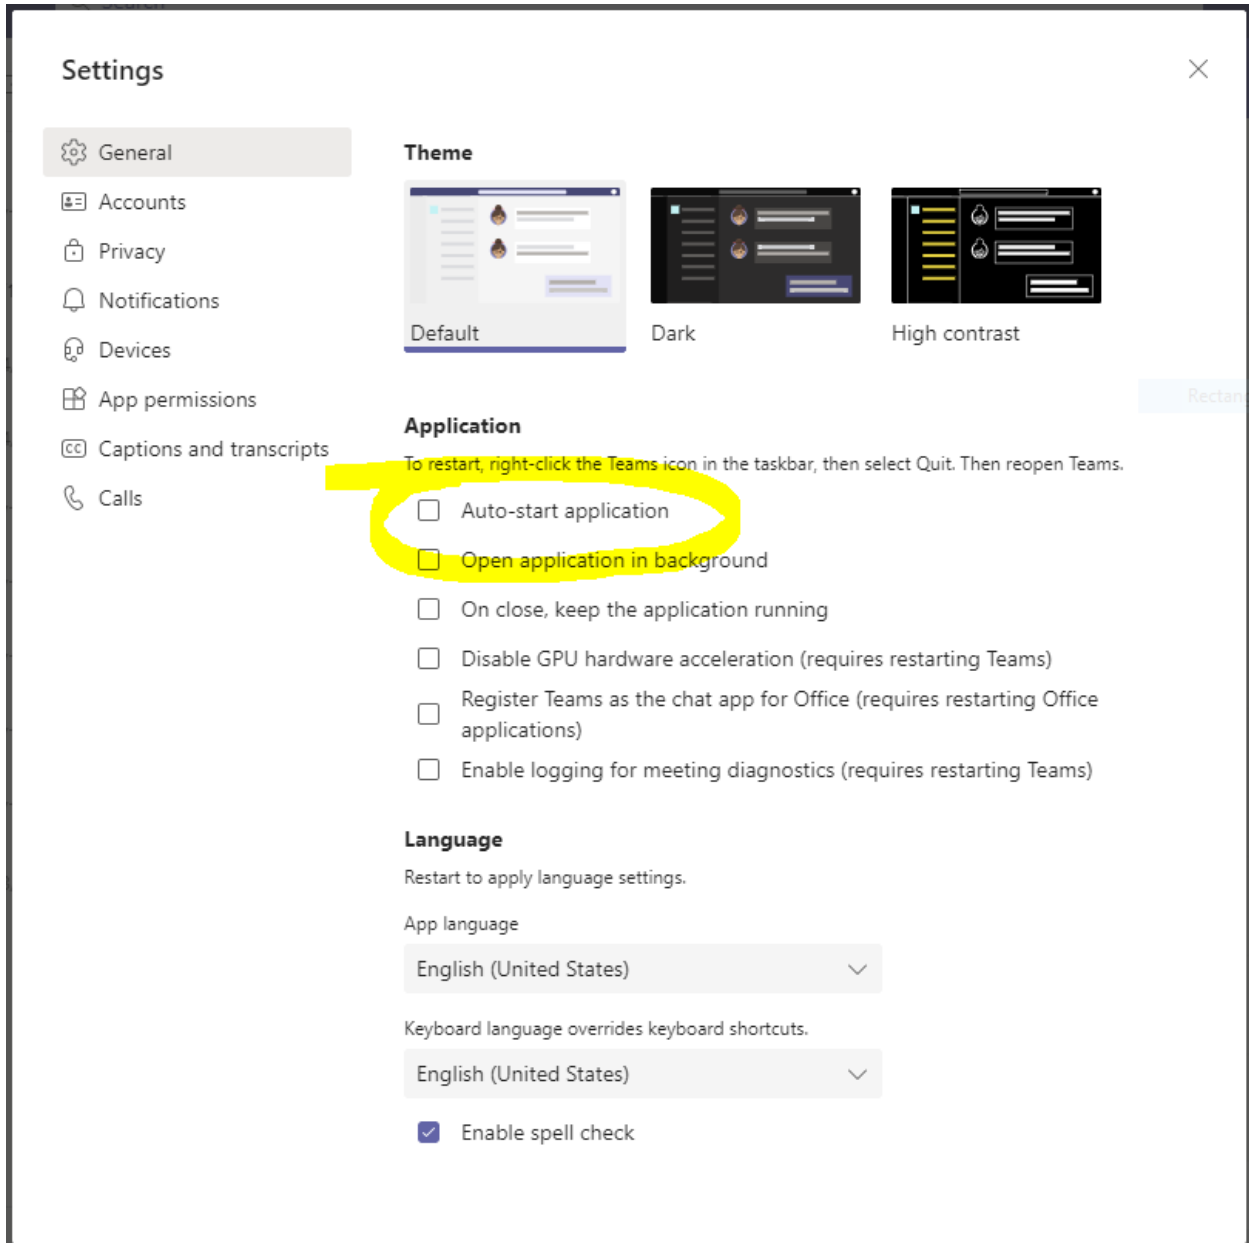 Search
Settings
General
Accounts
Privacy
Notifications
Devices
App permissions
CC Captions and transcripts
Calls
Theme
Default
Dark
High contrast
Application
To restart, right-click the Teams icon in the taskbar, then select Quit. Then reopen Teams.
Auto-start application
Open application in background
On close, keep the application running
Disable GPU hardware acceleration (requires restarting Teams)
Register Teams as the chat app for Office (requires restarting Office
applications)
Enable logging for meeting diagnostics (requires restarting Teams)
Language
Restart to apply language settings.
App language
English (United States)
Keyboard language overrides keyboard shortcuts.
English (United States)
Enable spell check